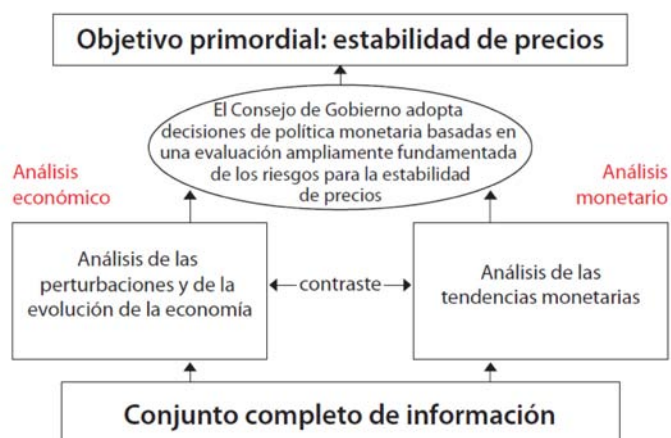 Objetivo primordial: estabilidad de precios
El Consejo de Gobierno adopta
decisiones de política monetaria basadas en
una evaluación ampliamente fundamentada
de los riesgos para la estabilidad
de precios
Análisis
económico
Análisis
monetario
Análisis de las
perturbaciones y de la
evolución de la economía
contraste
Análisis de las
tendencias monetarias
Conjunto completo de información